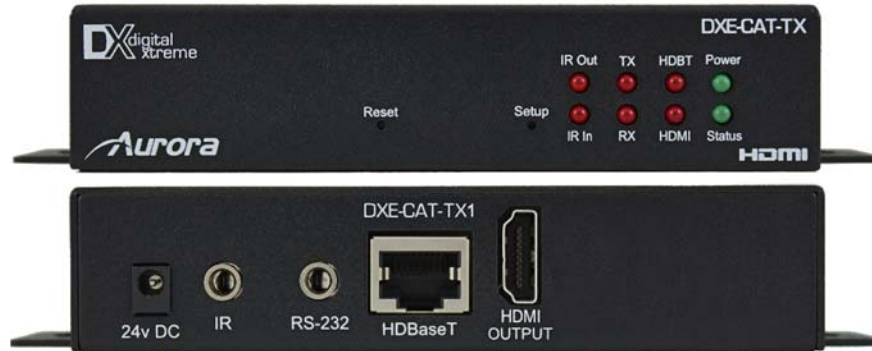 DX digital xtreme
DXE-CAT-TX
IR Out TX HDBT Power
Reset
Setup
IR In RX HDMI Status
Aurora
HDMI
DXE-CAT-TX1
24v DC
IR
RS-232
HDBaseT
HDMI
OUTPUT